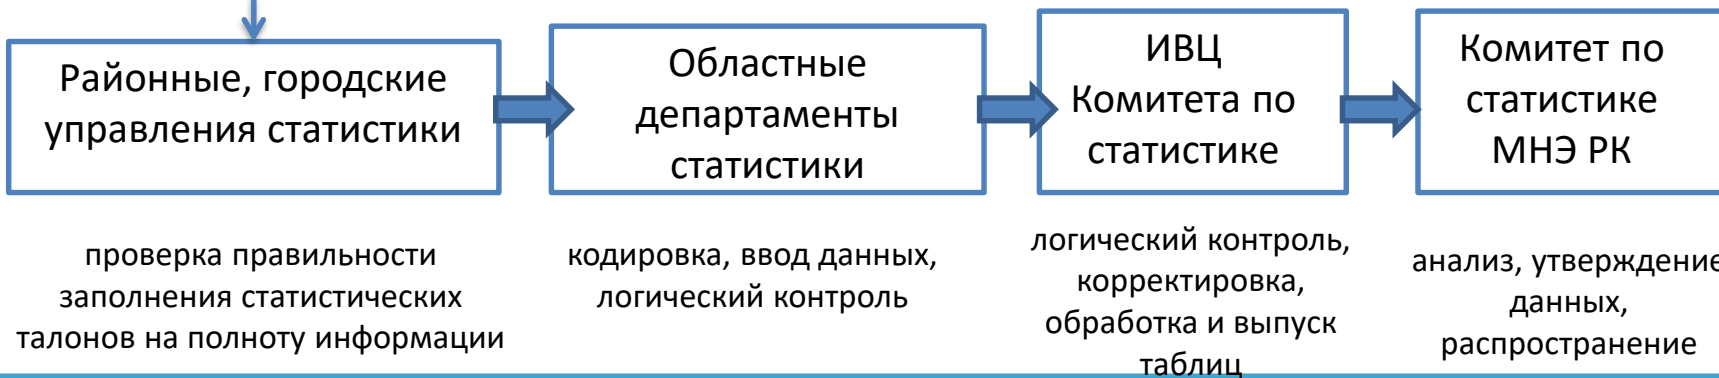 Районные, городские
управления статистики
Областные
департаменты
статистики
ИВЦ
Комитета по
статистике
Комитет по
статистике
МНЭ РК
проверка правильности
заполнения статистических
талонов на полноту информации
кодировка, ввод данных,
логический контроль
логический контроль,
корректировка,
обработка и выпуск
таблиц
анализ, утверждение
данных,
распространение